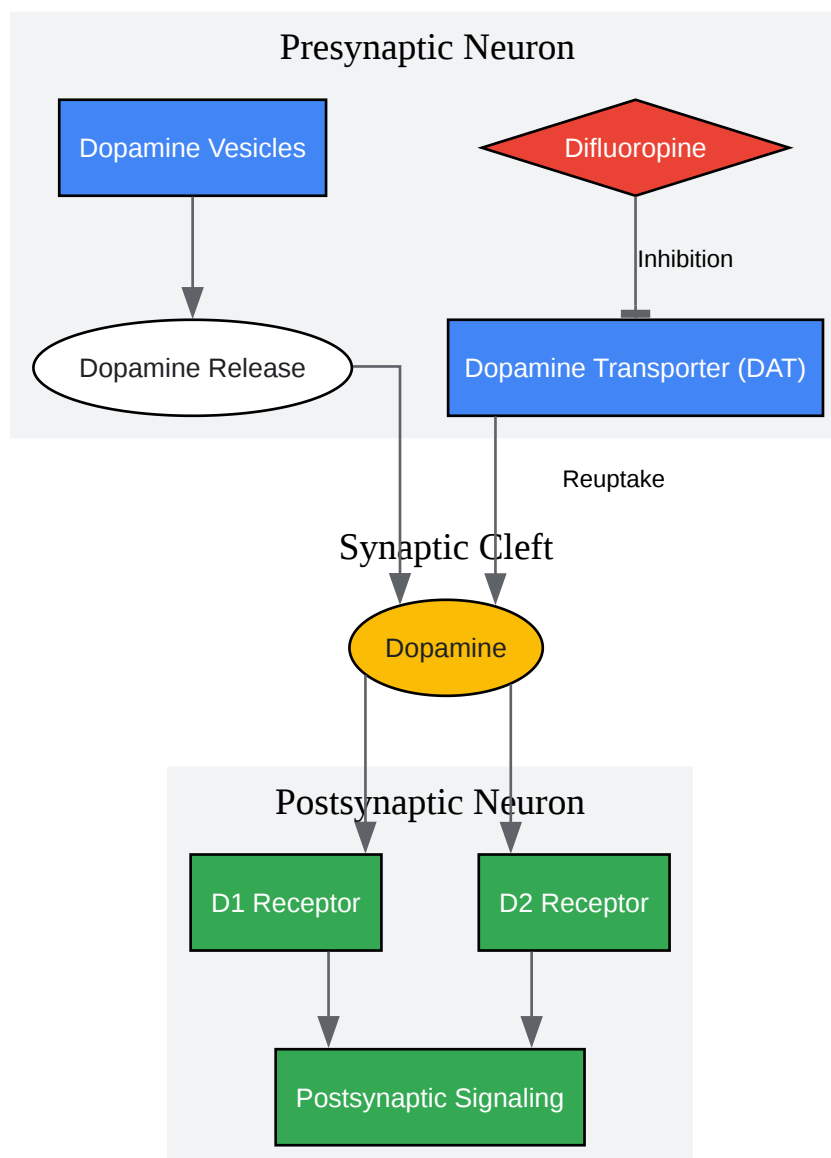 Presynaptic Neuron
Dopamine Vesicles
Difluoropine
Inhibition
Dopamine Release
Dopamine Transporter (DAT)
Reuptake
Synaptic Cleft
Dopamine
Postsynaptic Neuron
D1 Receptor
D2 Receptor
Postsynaptic Signaling